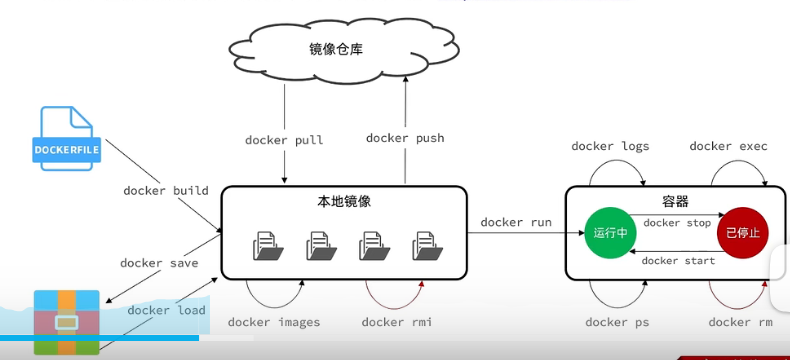 镜像仓库
docker pull
docker push
DOCKERFILE
docker build
本地镜像
docker save
docker load
docker images
docker rmi
docker run
docker logs
docker exec
容器
运行中
docker stop
已停止
docker start
docker ps
docker rm